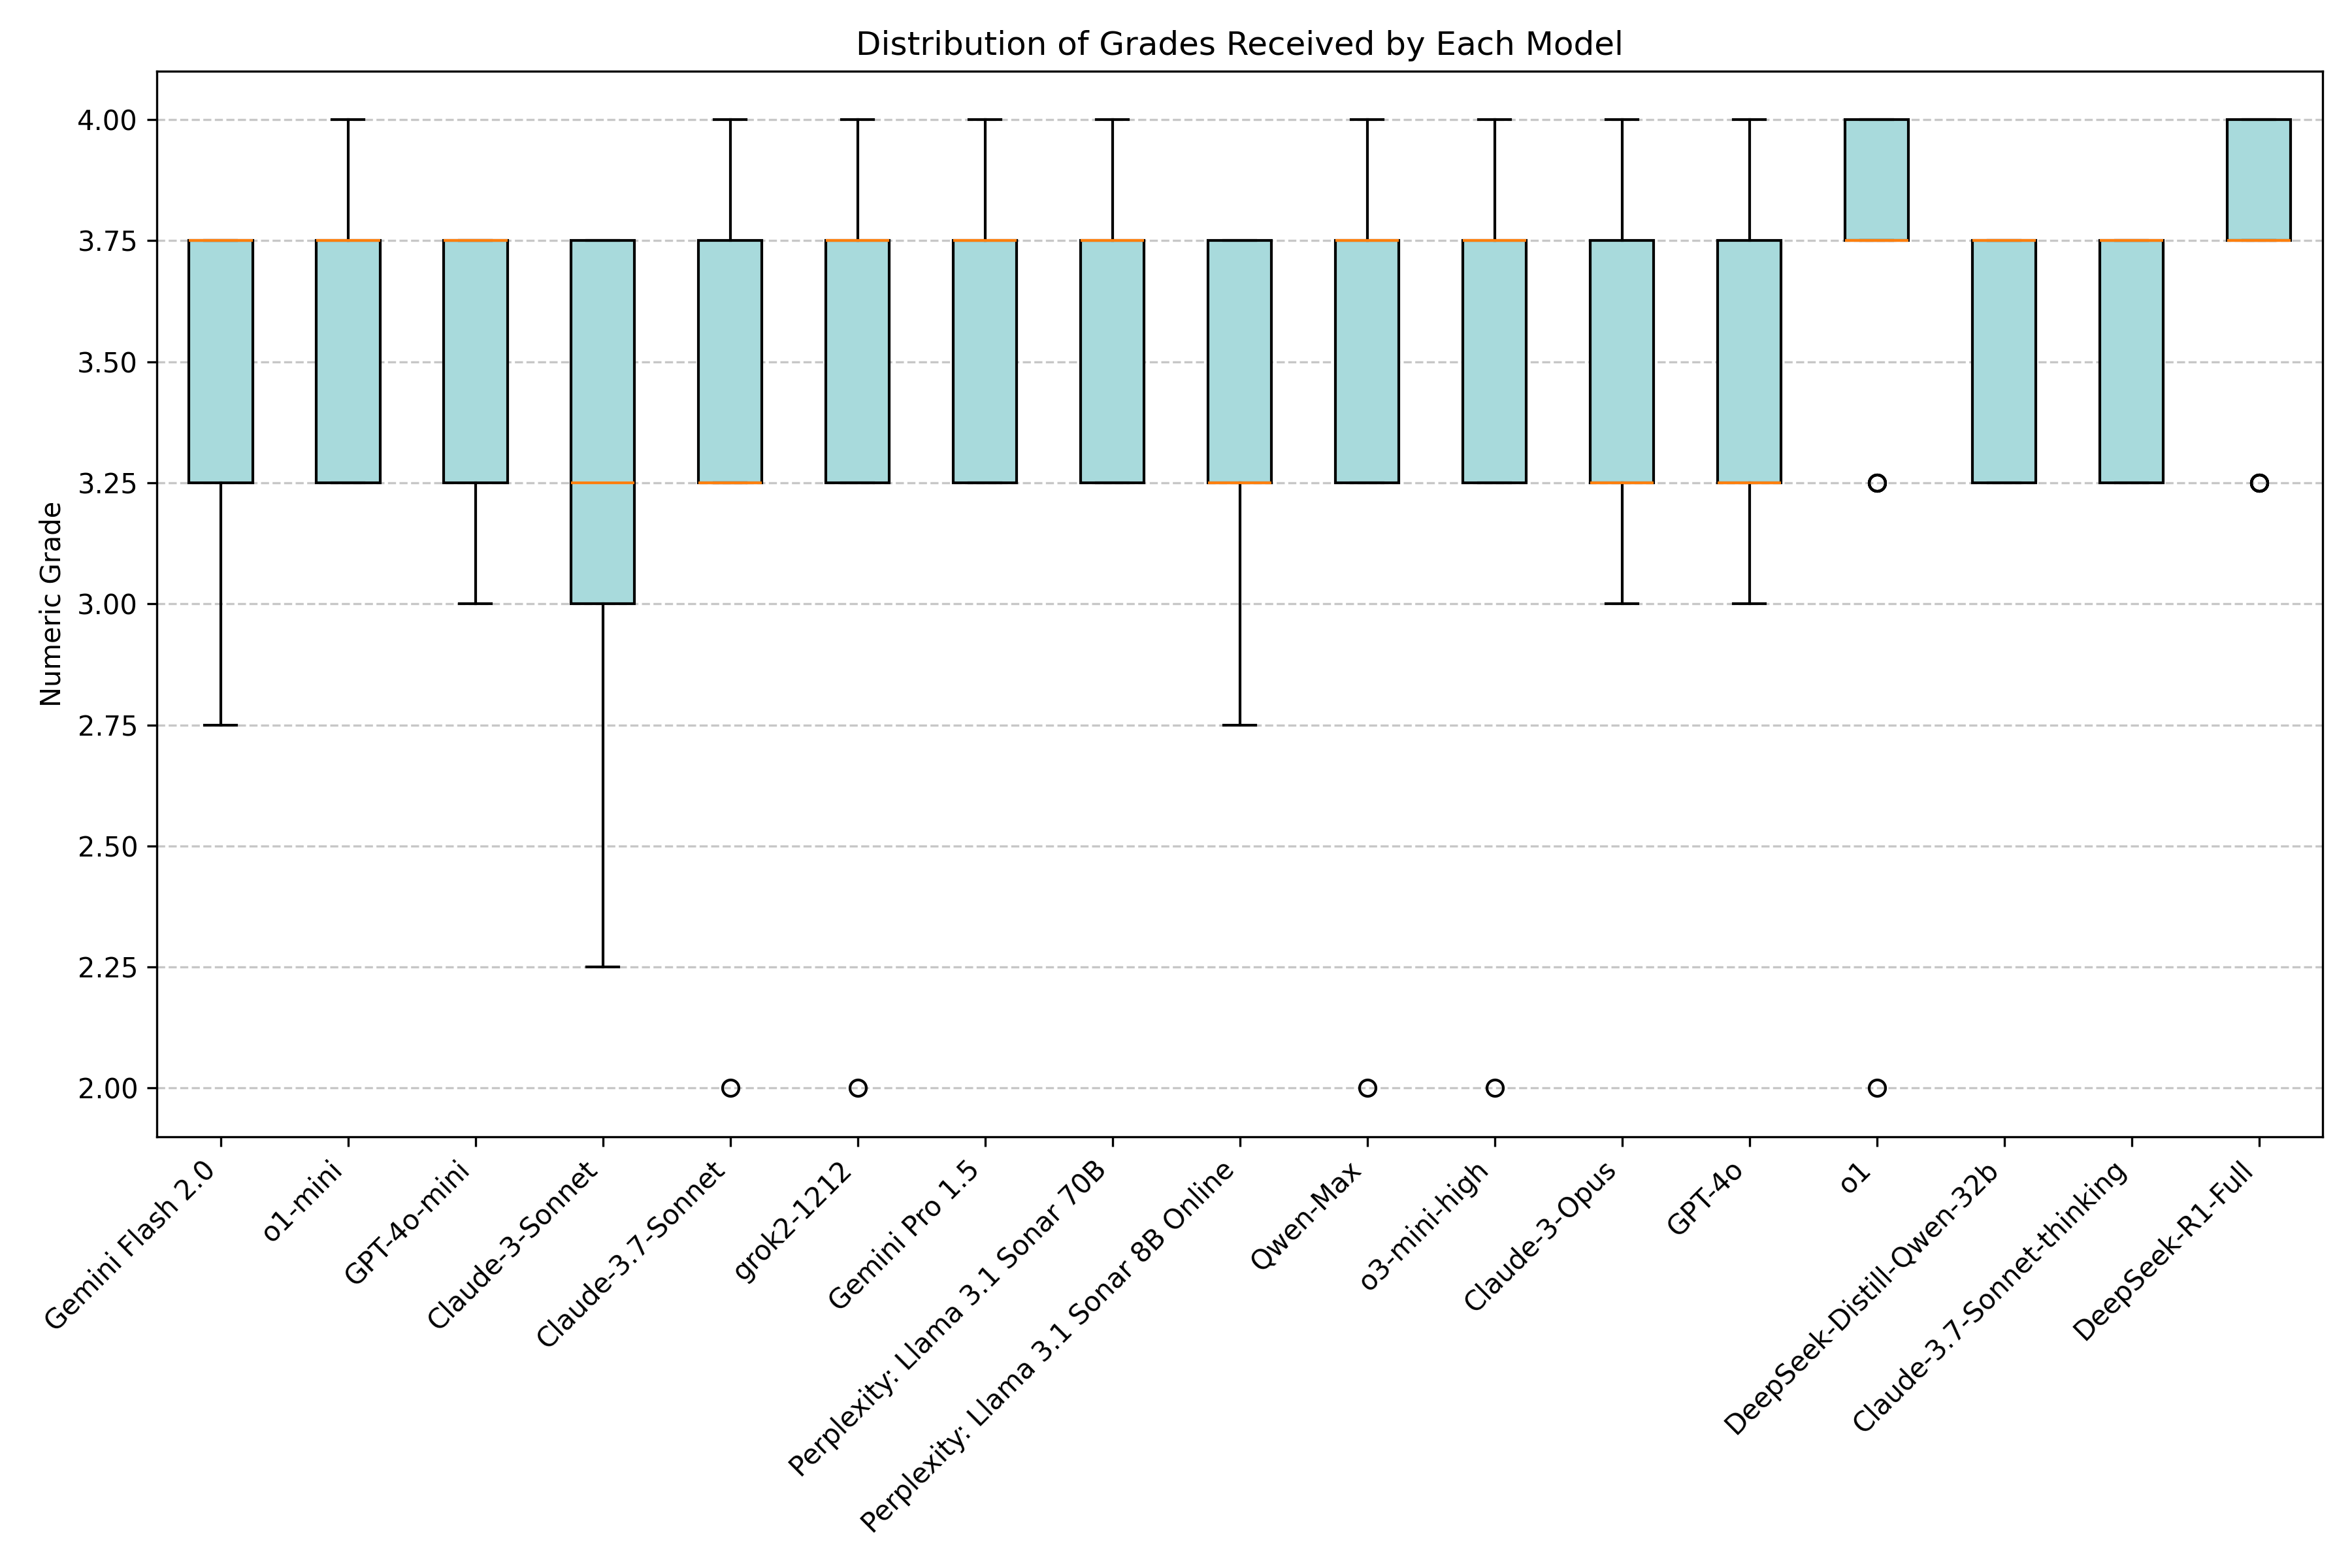 Distribution of Grades Received by Each Model
Numeric Grade
4.00
3.75
3.50
3.25
3.00
2.75
2.50
2.25
2.00
Gemini Flash 2.0
o1-mini
GPT-4o-mini
Claude-3-Sonnet
Claude-3.7-Sonnet
grok2-1212
Gemini Pro 1.5
Perplexity: Llama 3.1 Sonar 70B
Perplexity: Llama 3.1 Sonar 8B Online
Qwen-Max
o3-mini-high
Claude-3-Opus
GPT-4o
o1
DeepSeek-Distill-Qwen-32b
Claude-3.7-Sonnet-thinking
DeepSeek-R1-Full